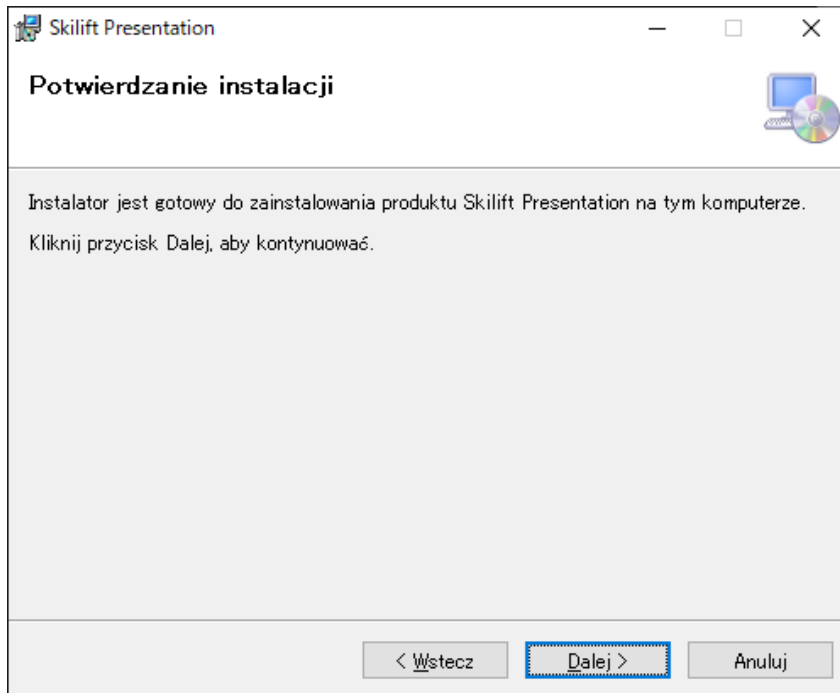 Skilift Presentation
Potwierdzanie instalacji
Instalator jest gotowy do zainstalowania produktu Skilift Presentation na tym komputerze.
Kliknij przycisk Dalej, aby kontynuować.
< Wstecz
Dalej >
Anuluj